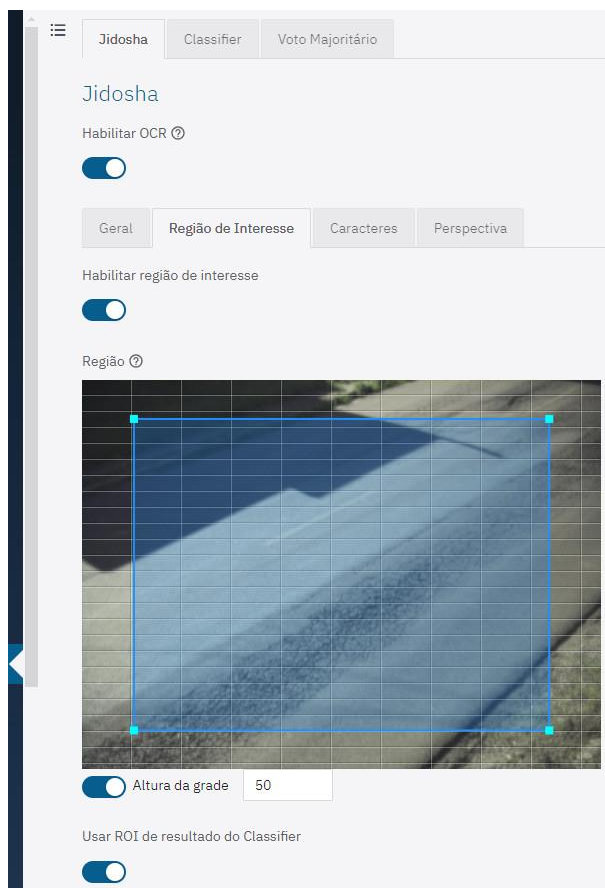 Jidosha Classifier Voto Majoritário
Jidosha
Habilitar OCR
Geral Região de Interesse Caracteres Perspectiva
Habilitar região de interesse
Região
Altura da grade 50
Usar ROI de resultado do Classifier